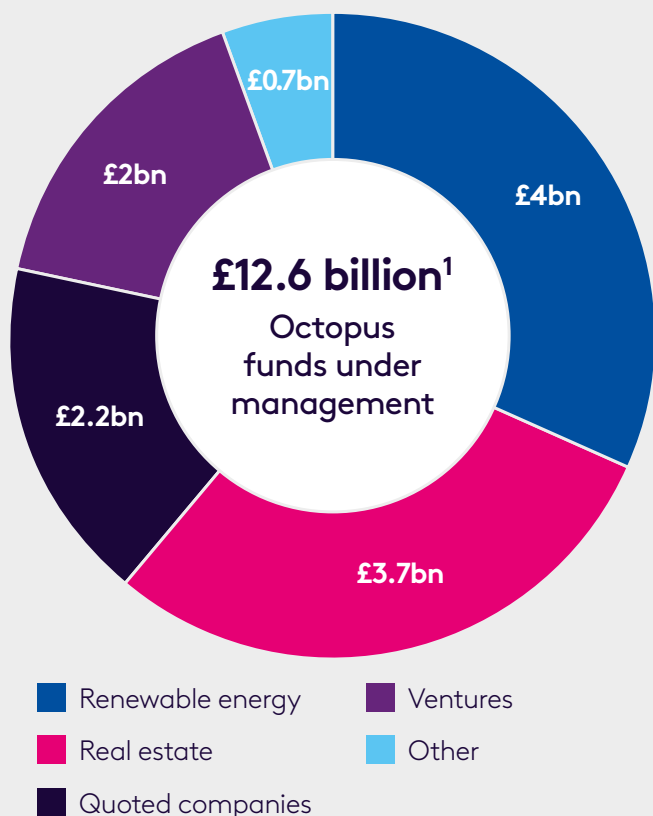 £0.7bn
£4bn
£2bn
£12.6 billion¹
Octopus
funds under
management
£2.2bn
£3.7bn
Renewable energy
Ventures
Real estate
Other
Quoted companies